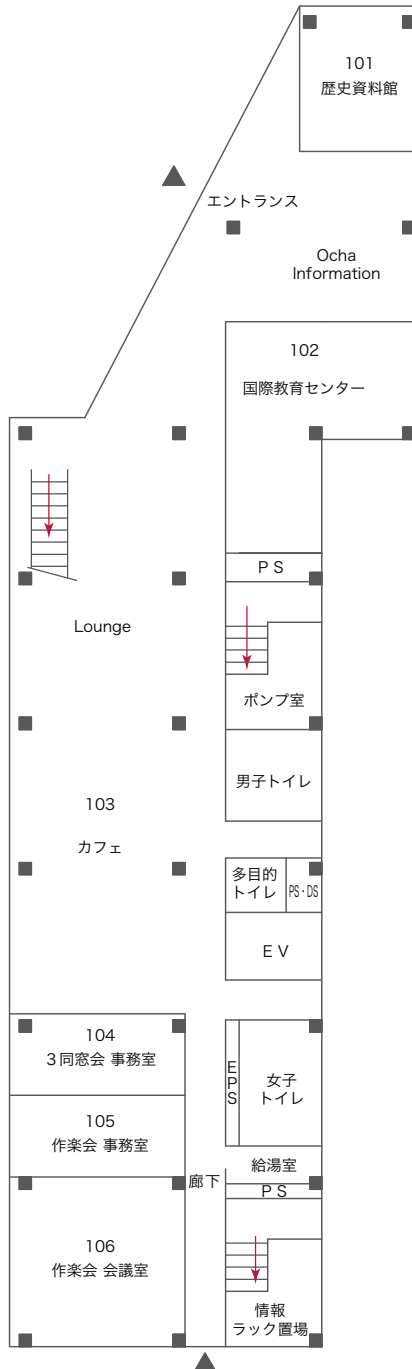 101
歴史資料館
エントランス
Ocha
Information
102
国際教育センター
PS
Lounge
ポンプ室
男子トイレ
103
カフェ
多目的
トイレ
PS・DS
EV
104
3同窓会 事務室
EPS
女子
トイレ
105
作楽会 事務室
給湯室
廊下
PS
106
作楽会 会議室
情報
ラック置場